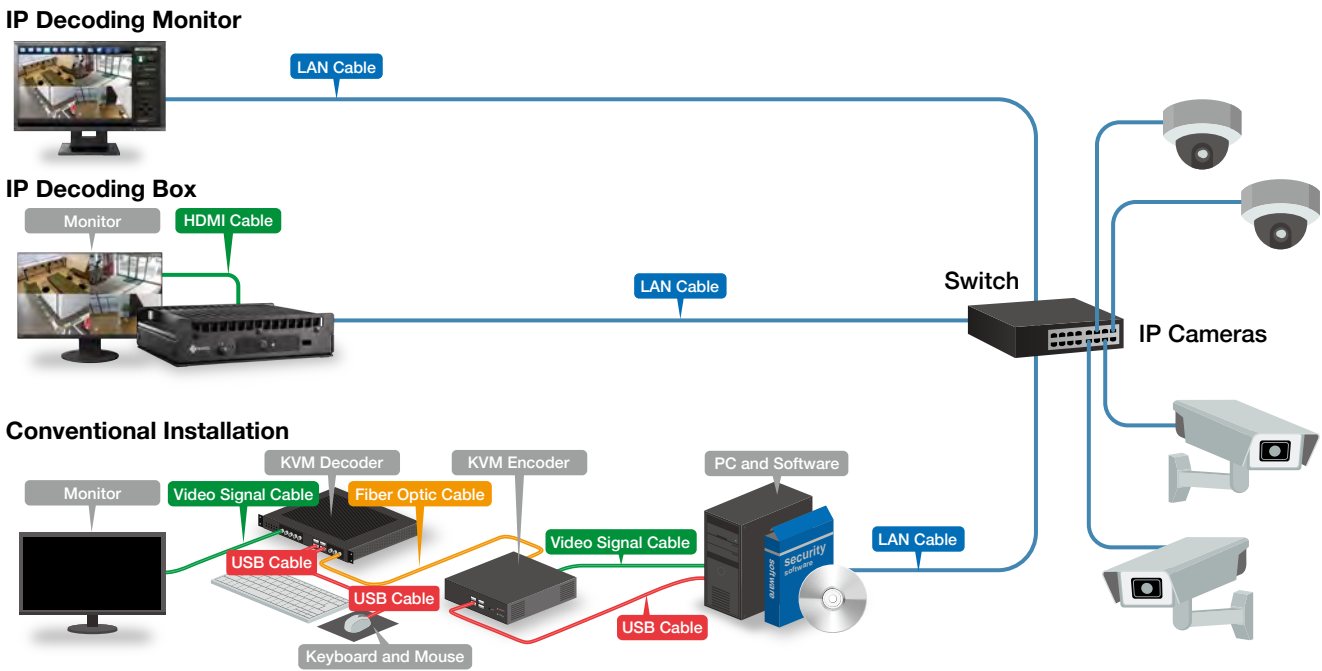 IP Decoding Monitor
LAN Cable
IP Decoding Box
Monitor
HDMI Cable
LAN Cable
Switch
IP Cameras
Conventional Installation
KVM Decoder
KVM Encoder
PC and Software
Monitor
Video Signal Cable
Fiber Optic Cable
Video Signal Cable
LAN Cable
USB Cable
USB Cable
USB Cable
Keyboard and Mouse
security
software
software